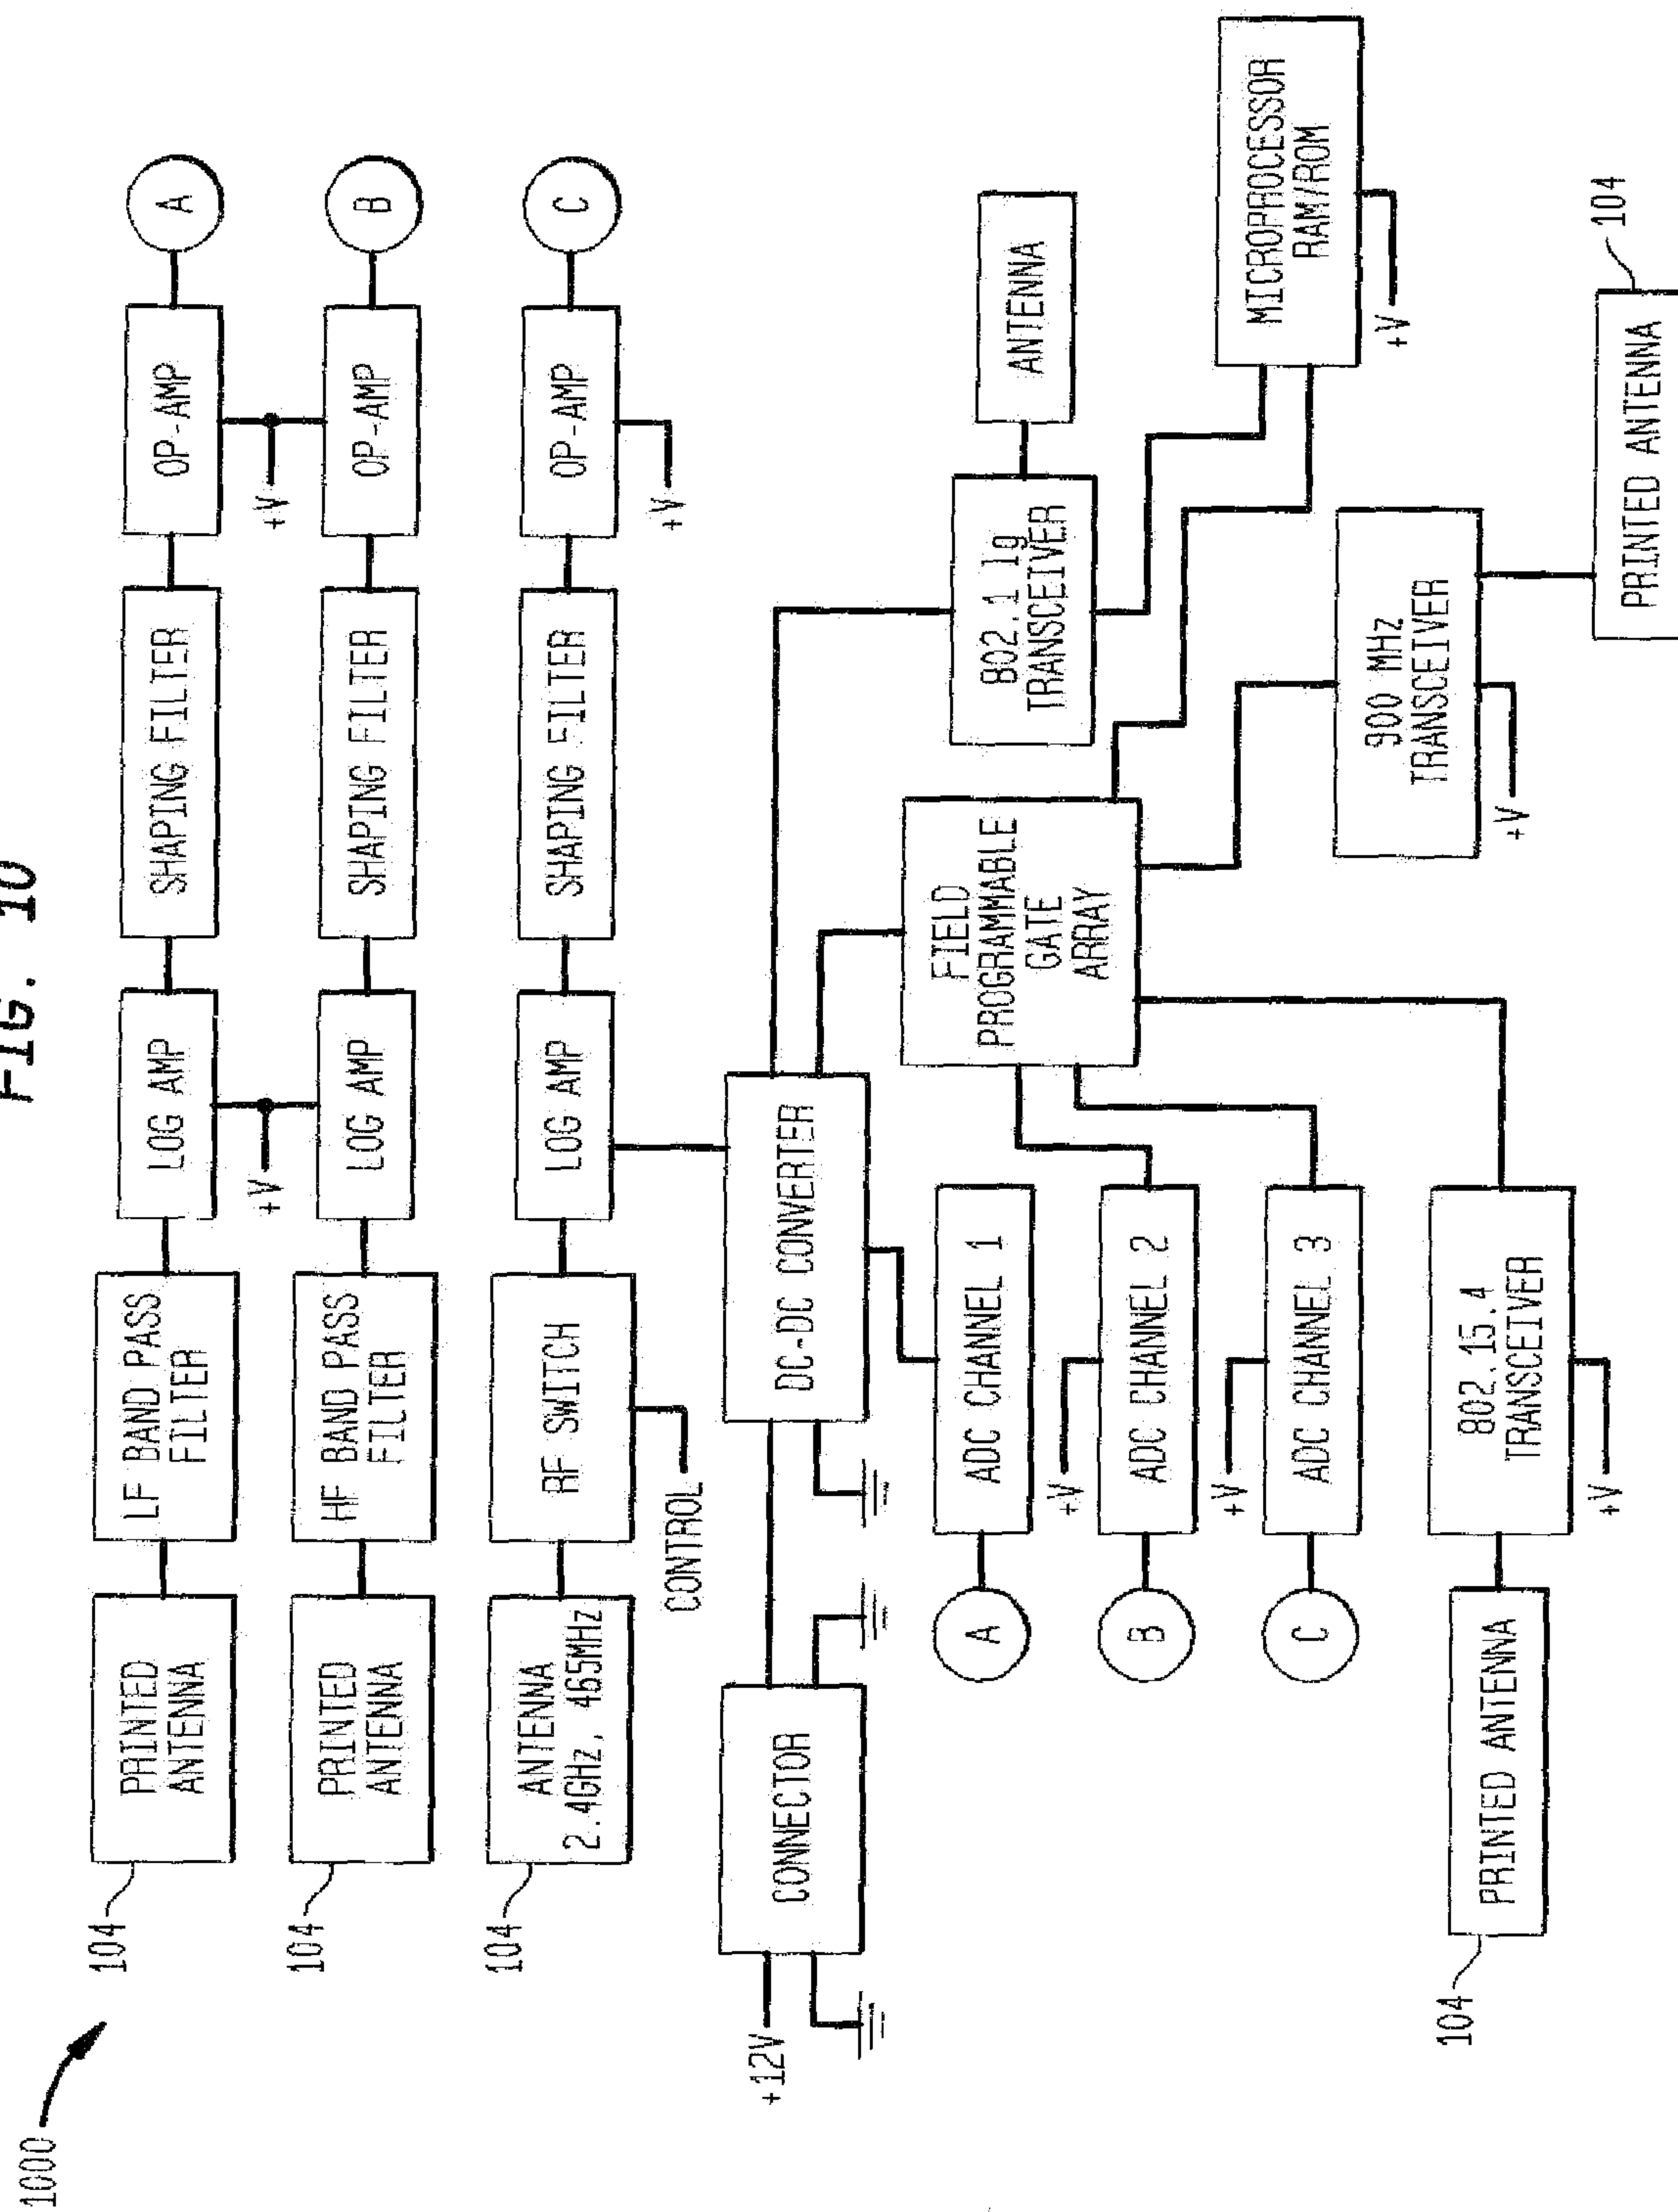 FIG. 10
1000
104
PRINTED
ANTENNA
LF BAND PASS
FILTER
LOG AMP
SHAPING FILTER
OP-AMP
A
+V
+V
104
PRINTED
ANTENNA
HF BAND PASS
FILTER
LOG AMP
SHAPING FILTER
OP-AMP
B
104
ANTENNA
2.4GHz, 465MHz
RF SWITCH
LOG AMP
SHAPING FILTER
OP-AMP
C
CONTROL
+V
+12V
CONNECTOR
DC-DC CONVERTER
802.11g
TRANSCEIVER
ANTENNA
A
ADC CHANNEL 1
FIELD
PROGRAMMABLE
GATE
ARRAY
+V
B
ADC CHANNEL 2
MICROPROCESSOR
RAM/ROM
+V
+V
C
ADC CHANNEL 3
900 MHz
TRANSCEIVER
+V
104
PRINTED ANTENNA
802.15.4
TRANSCEIVER
+V
104
PRINTED ANTENNA